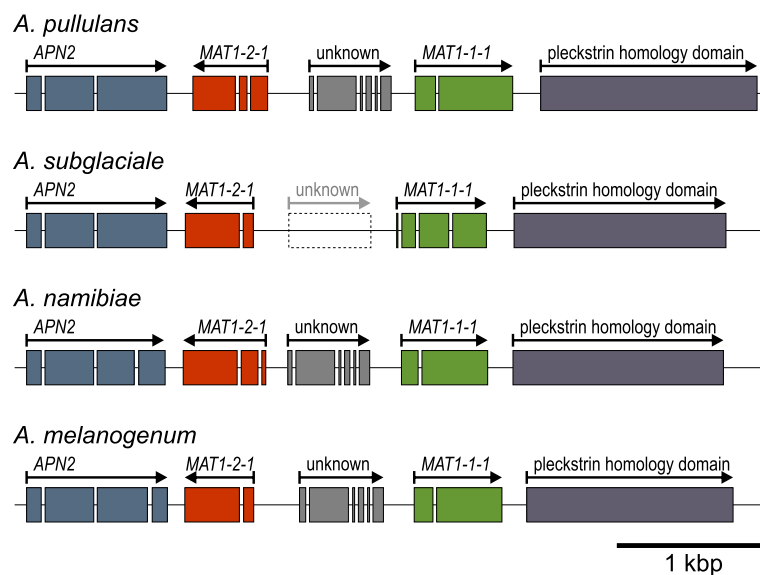 A. pullulans
APN2 MAT1-2-1 unknown MAT1-1-1 pleckstrin homology domain
A. subglaciale
APN2 MAT1-2-1 unknown MAT1-1-1 pleckstrin homology domain
A. namibiae
APN2 MAT1-2-1 unknown MAT1-1-1 pleckstrin homology domain
A. melanogenum
APN2 MAT1-2-1 unknown MAT1-1-1 pleckstrin homology domain
1 kbp